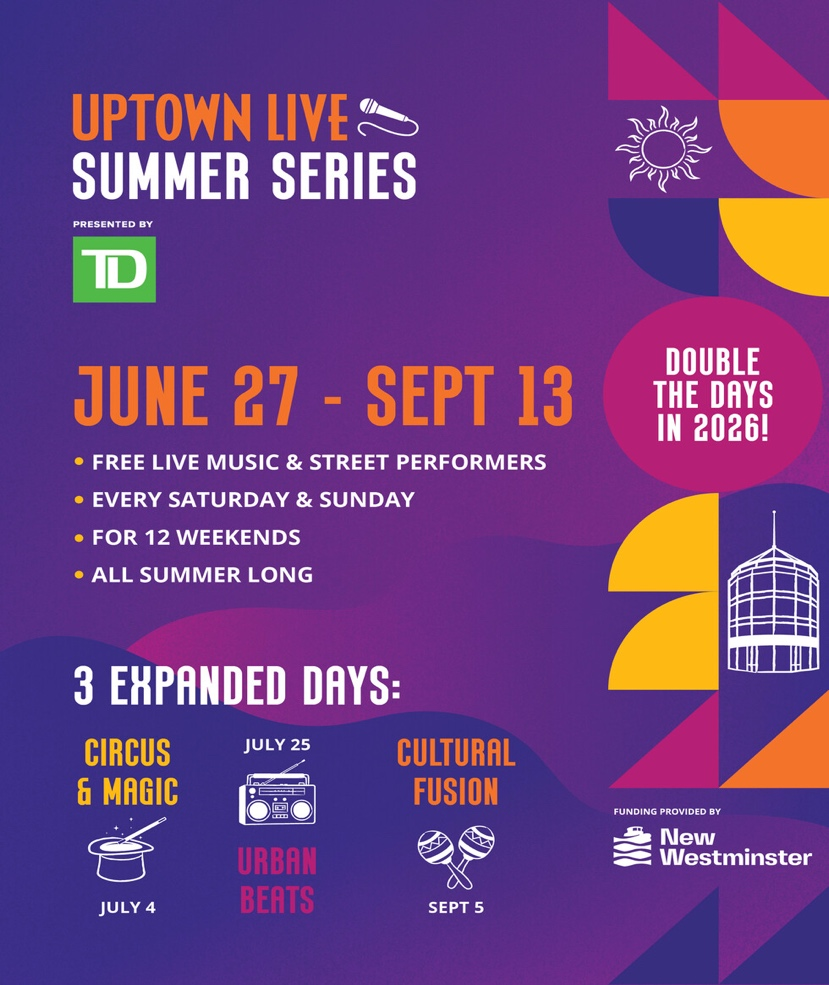 UPTOWN LIVE
SUMMER SERIES
PRESENTED BY
TD
JUNE 27 - SEPT 13
• FREE LIVE MUSIC & STREET PERFORMERS
• EVERY SATURDAY & SUNDAY
• FOR 12 WEEKENDS
• ALL SUMMER LONG
DOUBLE
THE DAYS
IN 2026!
3 EXPANDED DAYS:
CIRCUS
& MAGIC
JULY 4
JULY 25
URBAN
BEATS
CULTURAL
FUSION
SEPT 5
FUNDING PROVIDED BY
New
Westminster